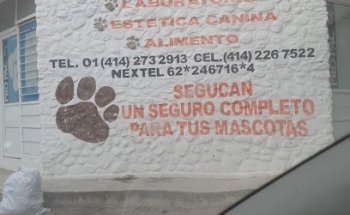 LABORATORIO
ESTETICA CANINA
ALIMENTO
TEL. 01 (414) 273 2913 CEL. (414) 226 7522
NEXTEL 62*246716*4
SEGUCAN
UN SEGURO COMPLETO
PARA TUS MASCOTAS